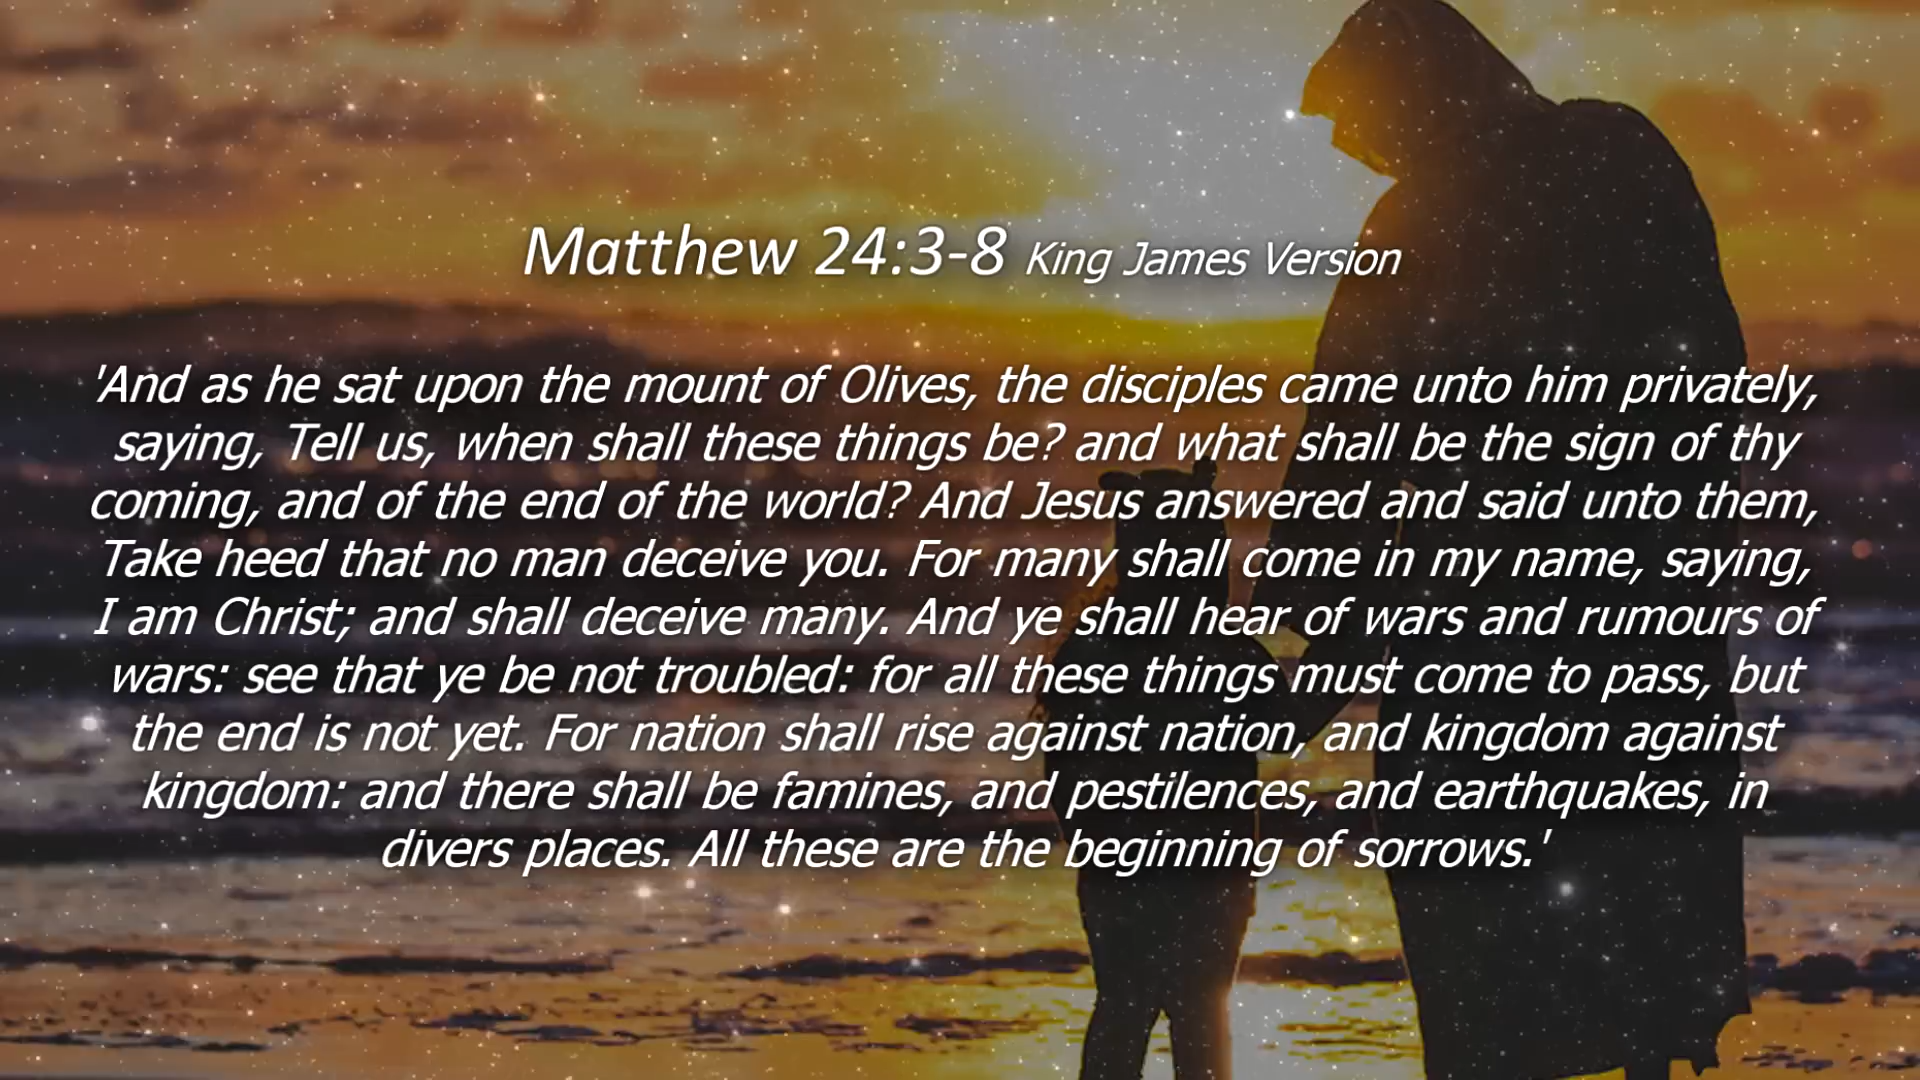 Matthew 24:3-8 King James Version
'And as he sat upon the mount of Olives, the disciples came unto him privately,
saying, Tell us, when shall these things be? and what shall be the sign of thy
coming, and of the end of the world? And Jesus answered and said unto them,
Take heed that no man deceive you. For many shall come in my name, saying,
I am Christ; and shall deceive many. And ye shall hear of wars and rumours of
wars: see that ye be not troubled: for all these things must come to pass, but
the end is not yet. For nation shall rise against nation, and kingdom against
kingdom: and there shall be famines, and pestilences, and earthquakes, in
divers places. All these are the beginning of sorrows.'